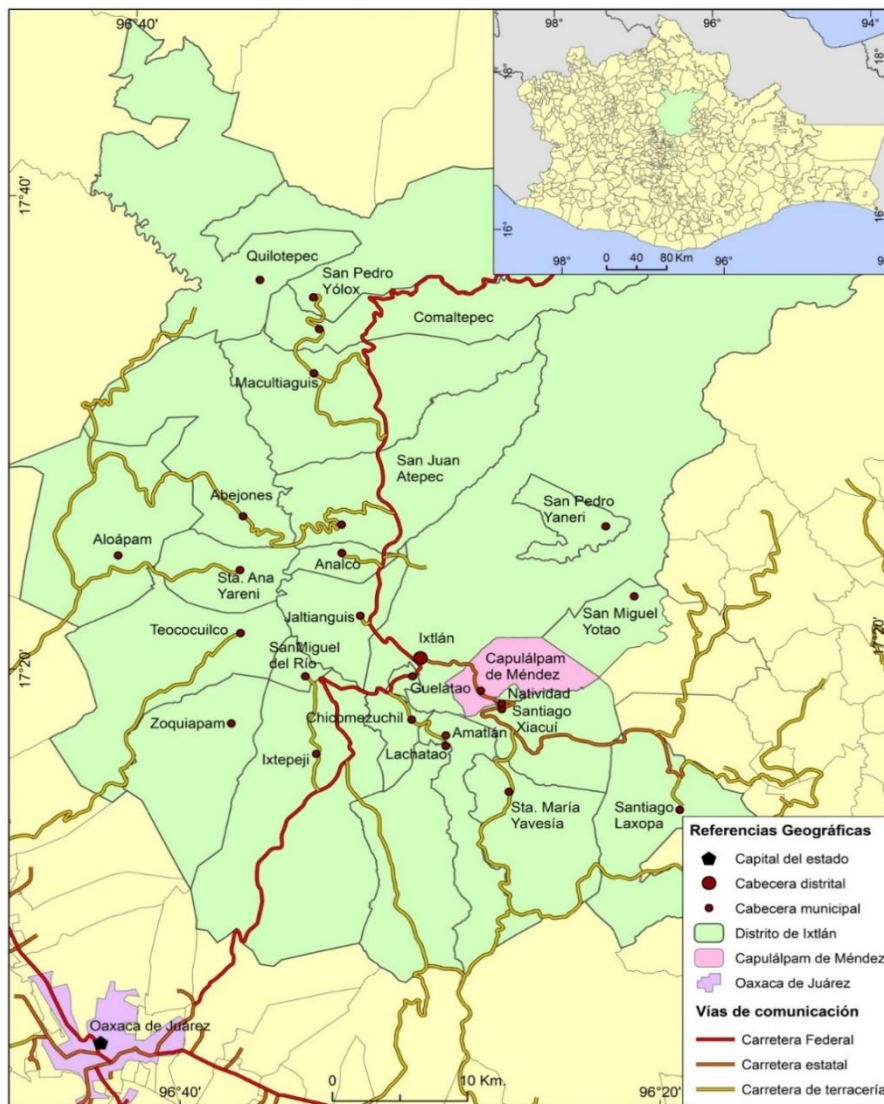 96°40'
98°
96°
94°
18°
16°
98°
0 40 80 Km
96°
17°40'
Quilotepec
San Pedro
Yólox
Comaltepec
Macultiaguis
San Juan
Atepec
Abejones
San Pedro
Yaneri
Aloápam
Analco
Sta. Ana
Yareni
San Miguel
Yotao
Jaltianguis
Teococuilco
Ixtlán
17°20'
17°20'
SanMiguel
del Río
Capulálpam
de Méndez
Guelatao
Natividad
Santiago
Xiacuí
Chicomezuchil
Zoquiapam
Amatlán
Lachatao
Ixtepeji
Sta. María
Yavesía
Santiago
Laxopa
Referencias Geográficas
Capital del estado
Cabecera distrital
Cabecera municipal
Distrito de Ixtlán
Capulálpam de Méndez
Oaxaca de Juárez
Vías de comunicación
Carretera Federal
Carretera estatal
Carretera de terracería
Oaxaca de Juárez
96°40'
0 10 Km.
96°20'